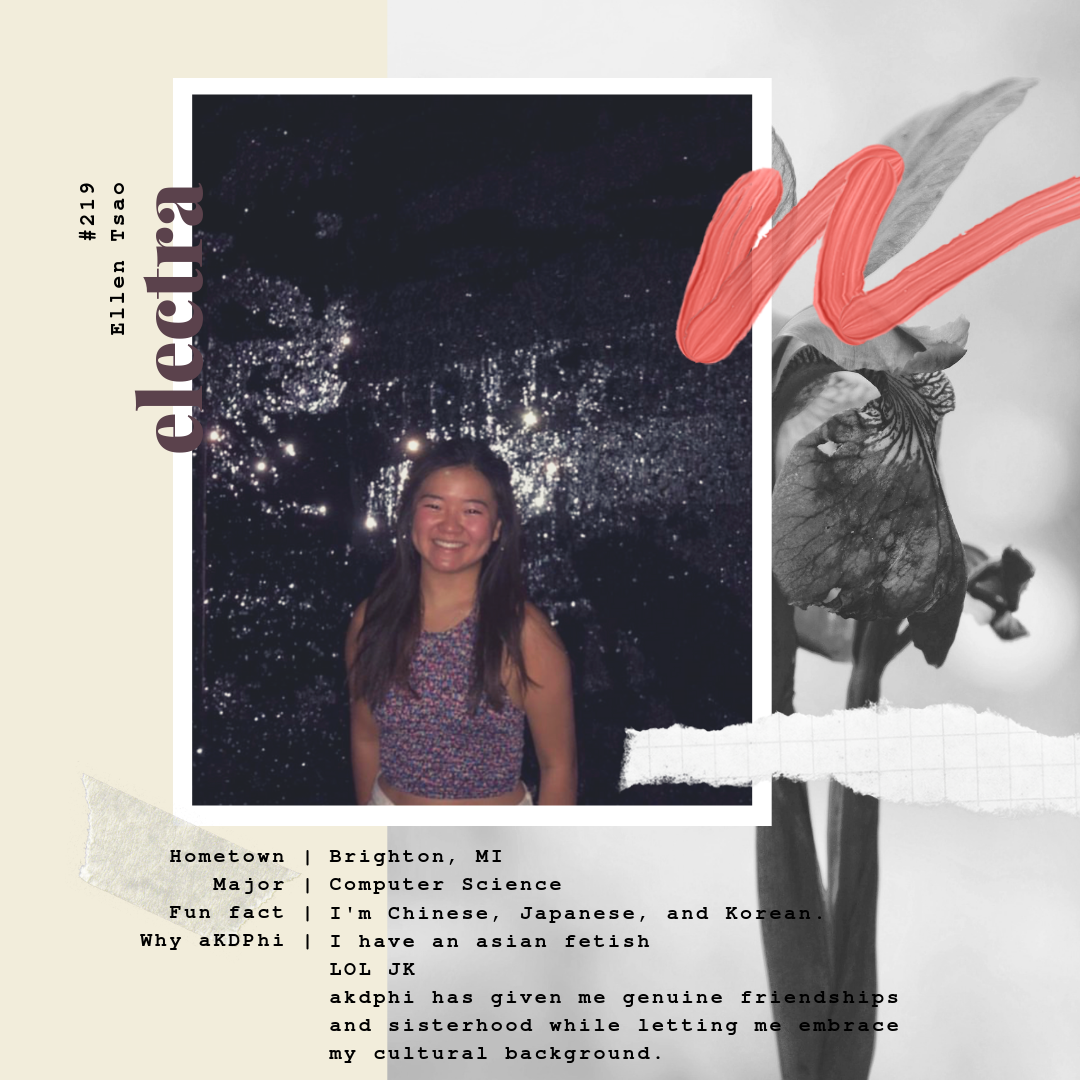 #219
Ellen Tsao
electra
Hometown | Brighton, MI
Major | Computer Science
Fun fact | I'm Chinese, Japanese, and Korean.
Why aKDPhi | I have an asian fetish
LOL JK
akdphi has given me genuine friendships
and sisterhood while letting me embrace
my cultural background.